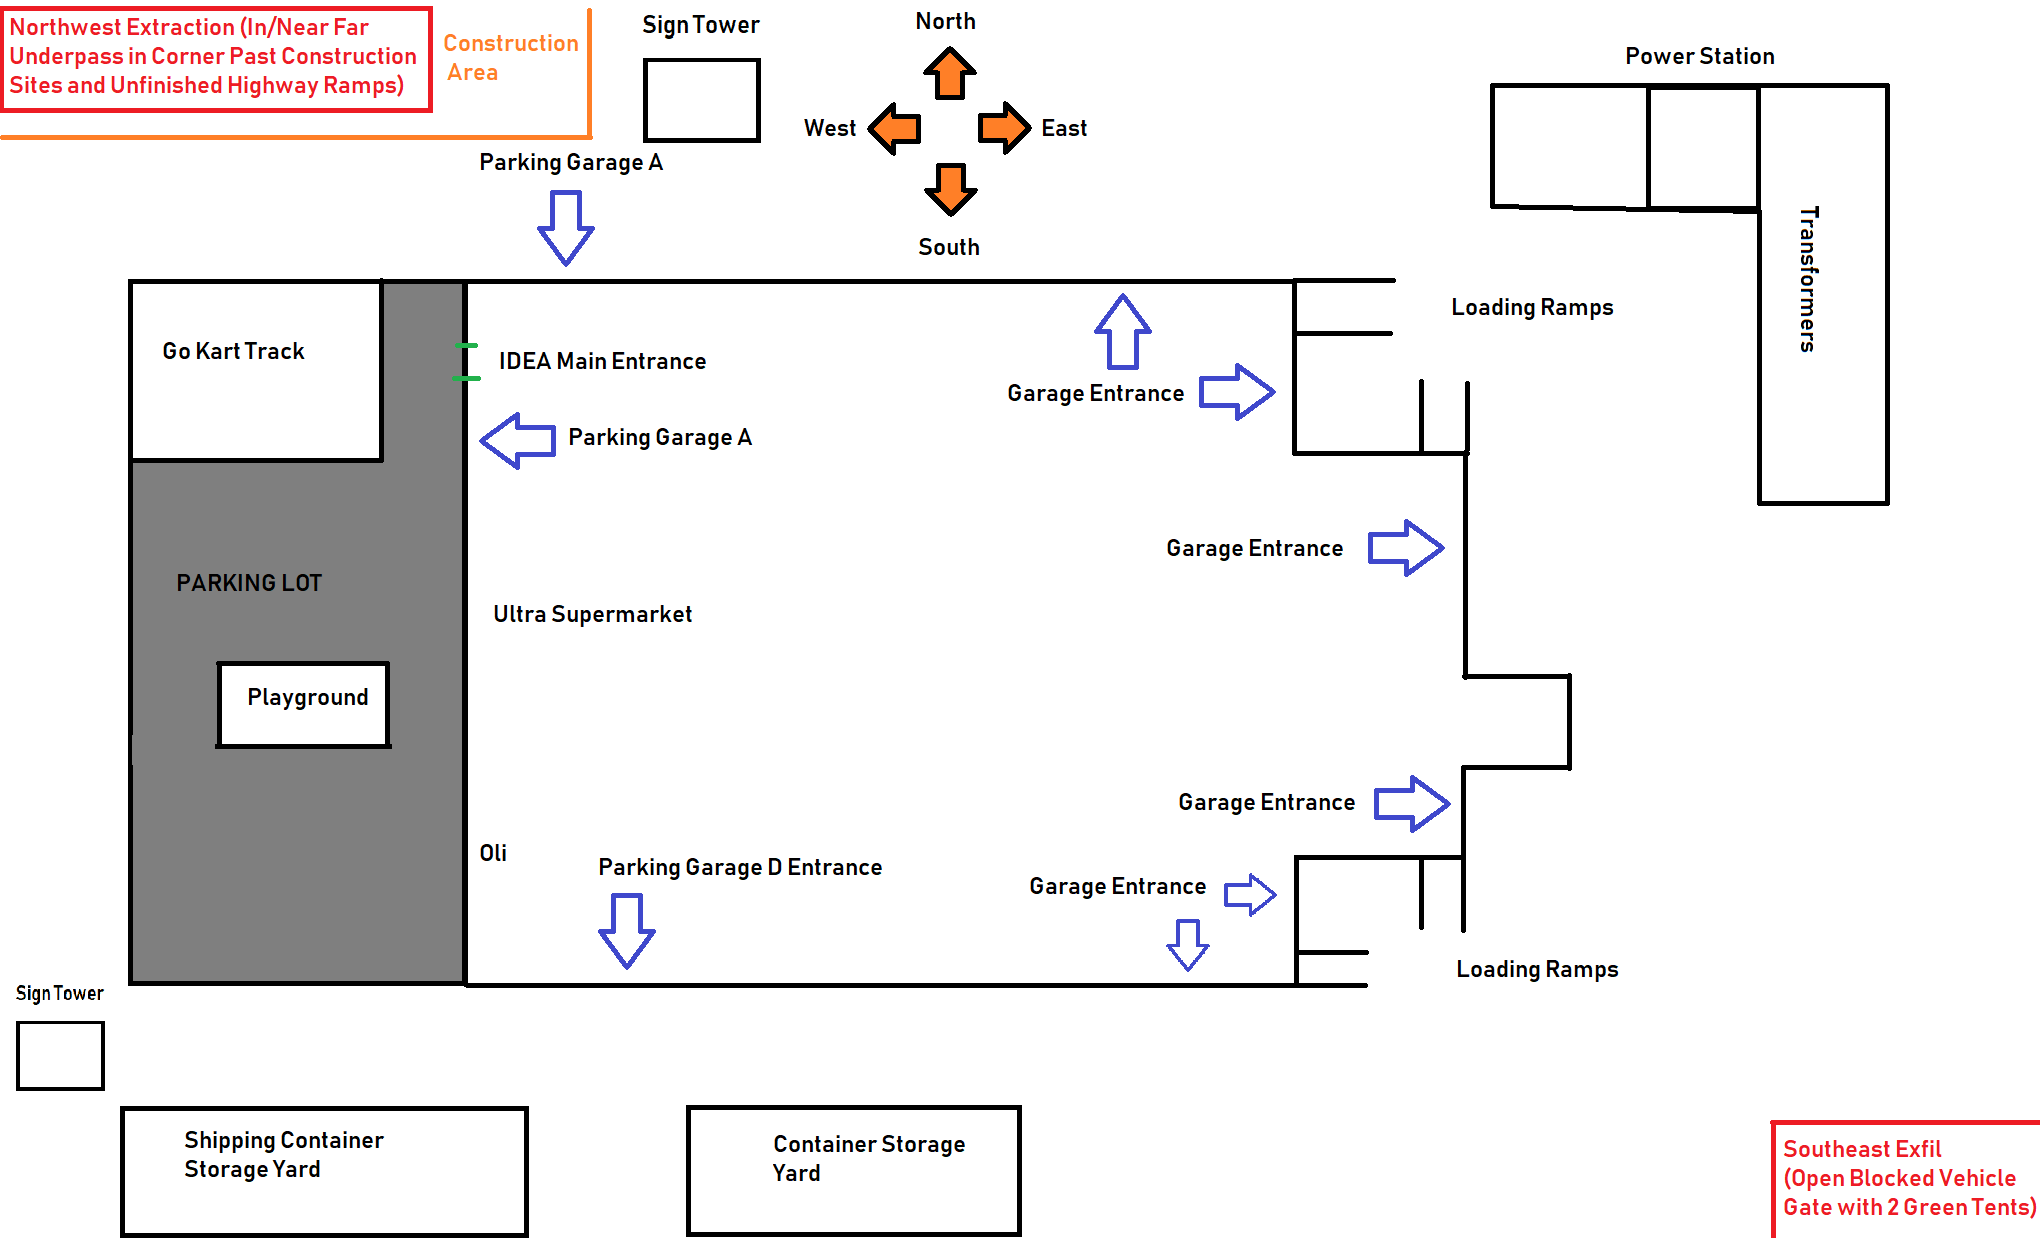 Northwest Extraction (In/Near Far
Underpass in Corner Past Construction
Sites and Unfinished Highway Ramps)
Construction
Area
Sign Tower
North
West
East
South
Power Station
Transformers
Parking Garage A
Loading Ramps
Go Kart Track
IDEA Main Entrance
Garage Entrance
Parking Garage A
Garage Entrance
PARKING LOT
Ultra Supermarket
Playground
Garage Entrance
Oli
Parking Garage D Entrance
Garage Entrance
Loading Ramps
Sign Tower
Shipping Container
Storage Yard
Container Storage
Yard
Southeast Exfil
(Open Blocked Vehicle
Gate with 2 Green Tents)